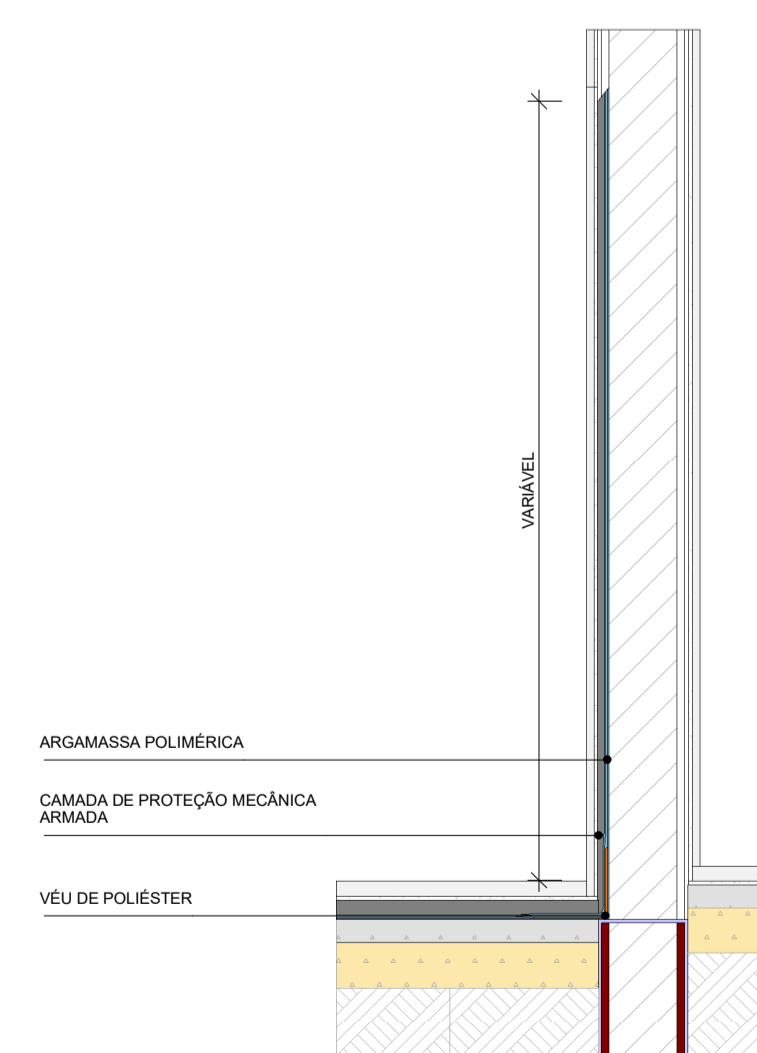 VARIÁVEL
ARGAMASSA POLIMÉRICA
CAMADA DE PROTEÇÃO MECÂNICA
ARMADA
VÉU DE POLIÉSTER